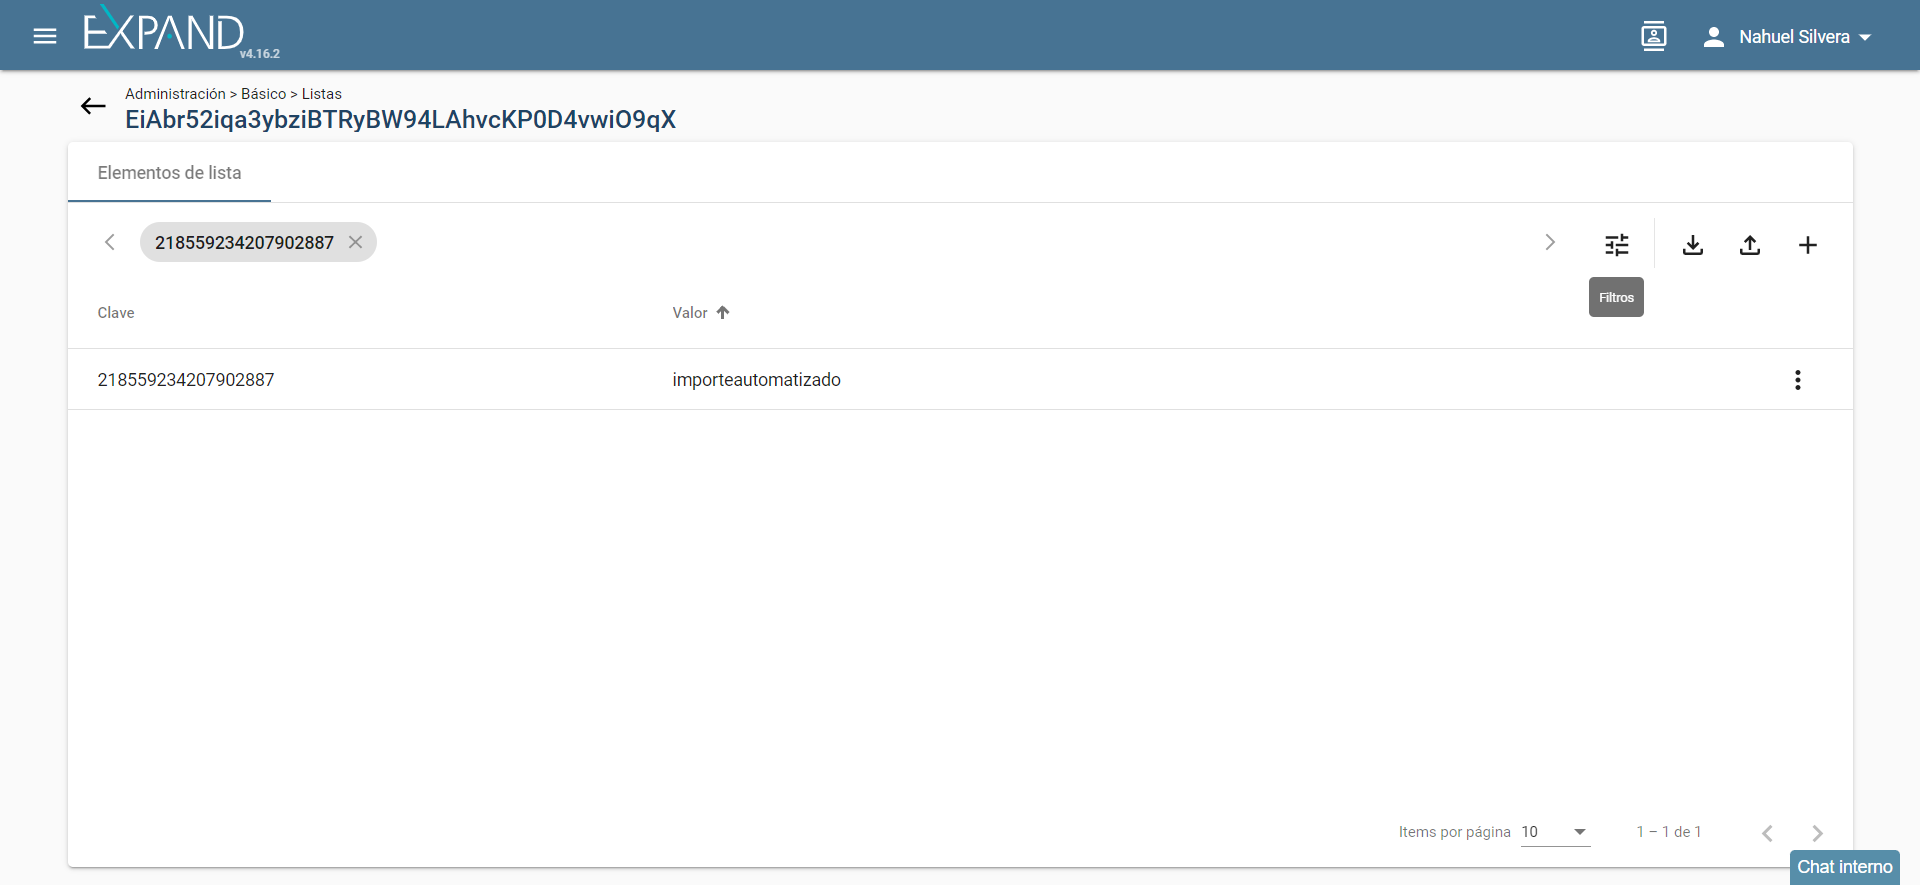 EXPAND
v4.16.2
Nahuel Silvera
Administración > Básico > Listas
EiAbr52iqa3ybziBTRyBW94LAhvcKP0D4vwiO9qX
Elementos de lista
218559234207902887
Filtros
Clave
Valor
218559234207902887
importeautomatizado
Items por página
10
1 – 1 de 1
Chat interno